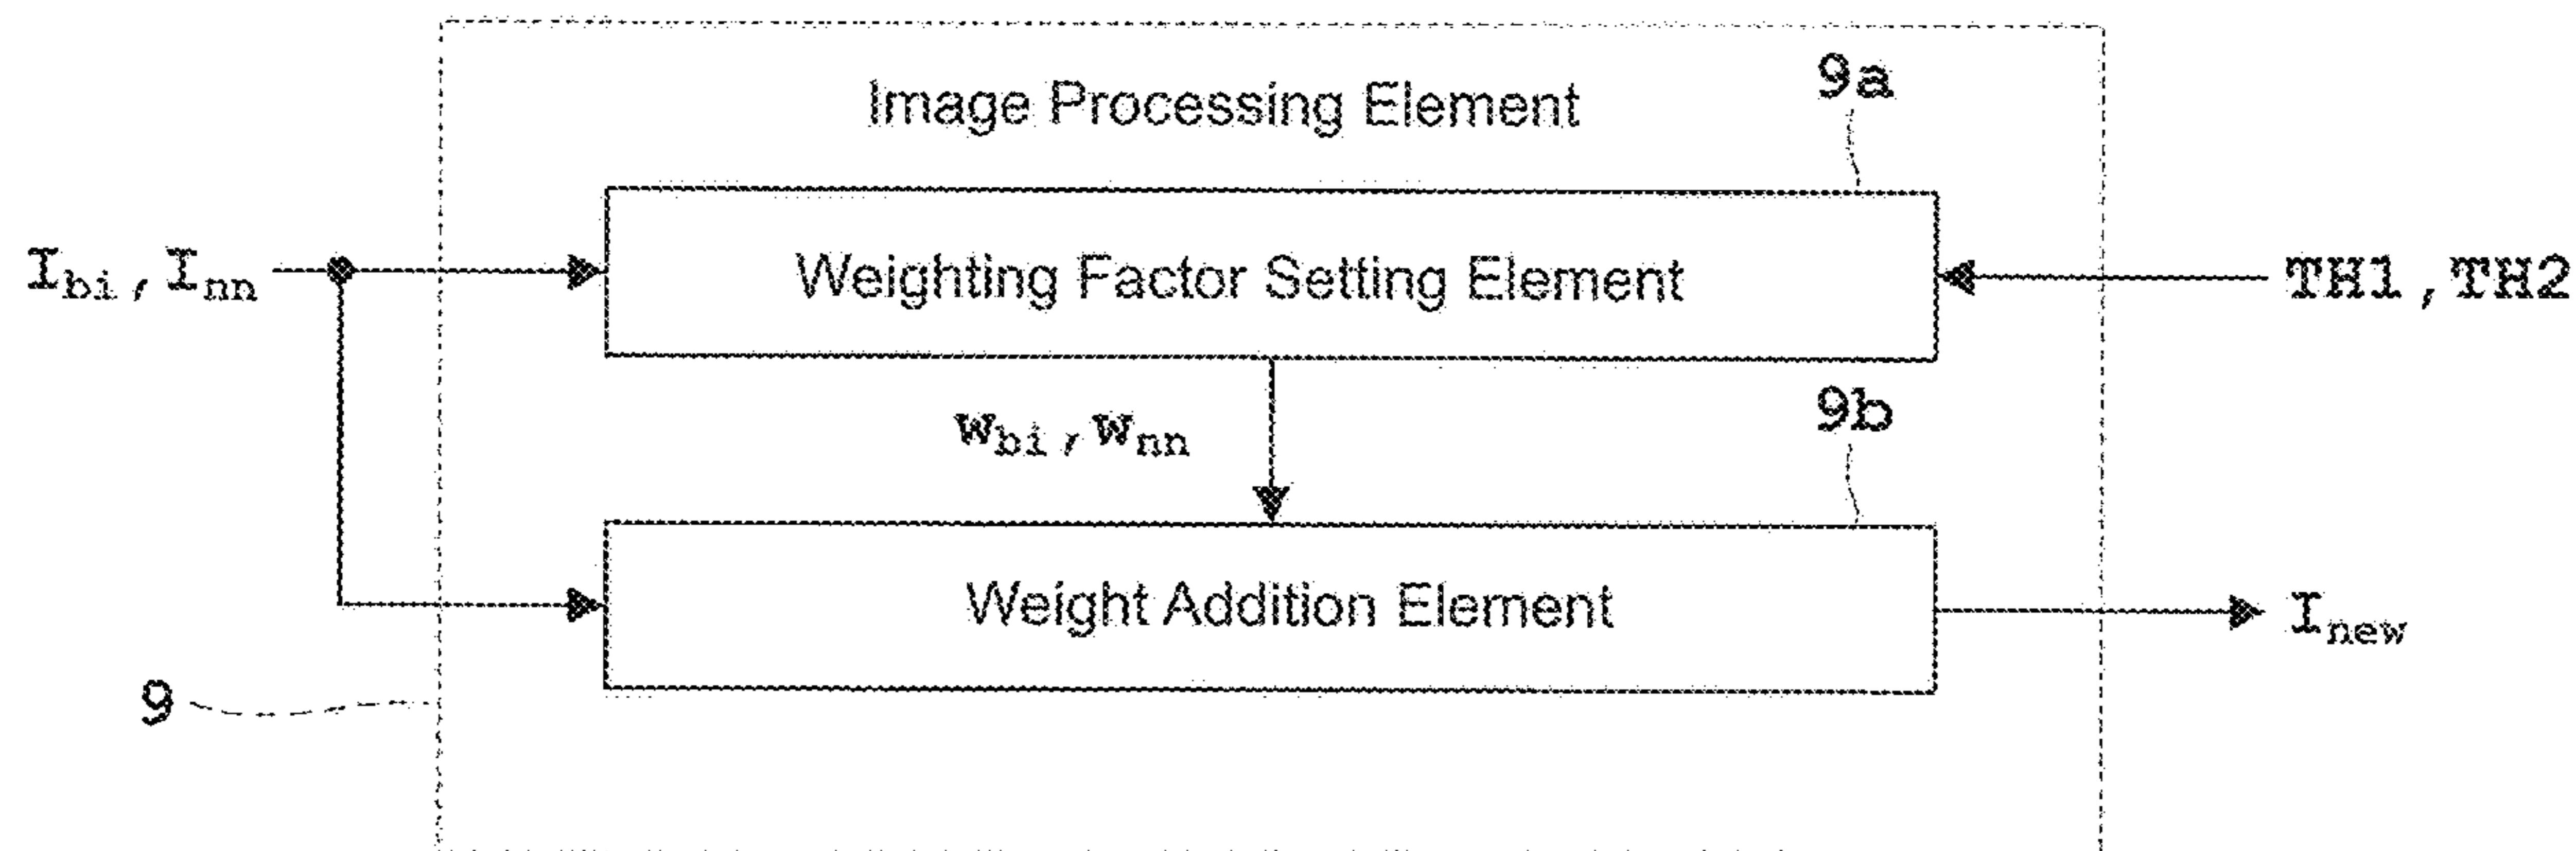 Image Processing Element
9a
I_bi, I_nn
Weighting Factor Setting Element
TH1, TH2
w_bi, w_nn
9b
Weight Addition Element
I_new
9